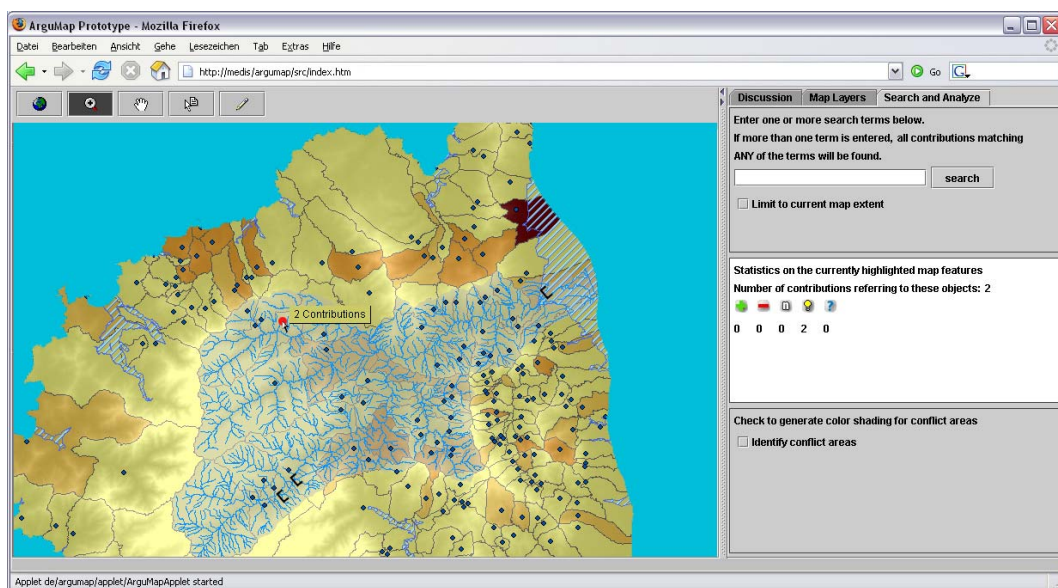 ArguMap Prototype - Mozilla Firefox
Datei Bearbeiten Ansicht Gehe Lesezeichen Tab Extras Hilfe
http://medis/argumap/src/index.htm
Go
G
Discussion Map Layers Search and Analyze
Enter one or more search terms below.
If more than one term is entered, all contributions matching
ANY of the terms will be found.
search
Limit to current map extent
Statistics on the currently highlighted map features
Number of contributions referring to these objects: 2
?
0 0 0 2 0
Check to generate color shading for conflict areas
Identify conflict areas
2 Contributions
E
E
E
Applet de/argumap/applet/ArguMapApplet started